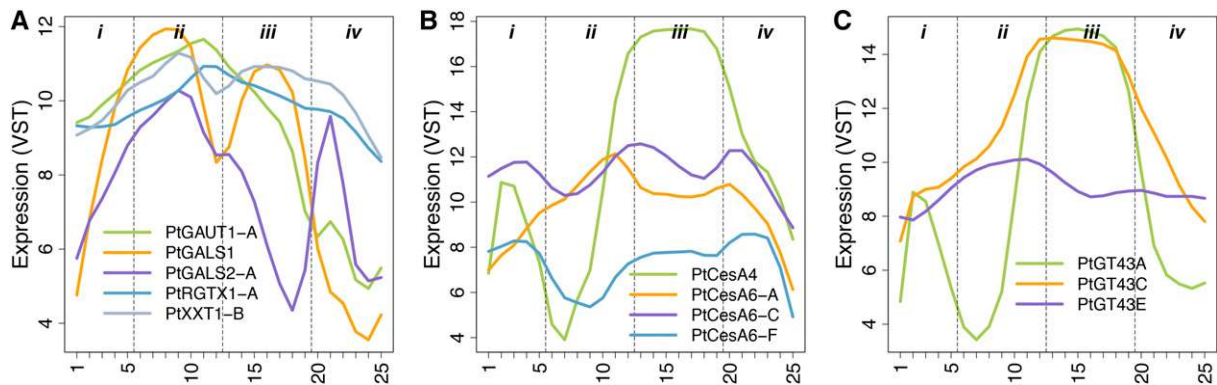 A
i ii iii iv
Expression (VST)
12
10
8
6
4
PtGAUT1-A
PtGALS1
PtGALS2-A
PtRGTX1-A
PtXXT1-B
1 5 10 15 20 25
B
i ii iii iv
Expression (VST)
18
16
14
12
10
8
6
4
PtCesA4
PtCesA6-A
PtCesA6-C
PtCesA6-F
1 5 10 15 20 25
C
i ii iii iv
Expression (VST)
14
12
10
8
6
4
PtGT43A
PtGT43C
PtGT43E
1 5 10 15 20 25